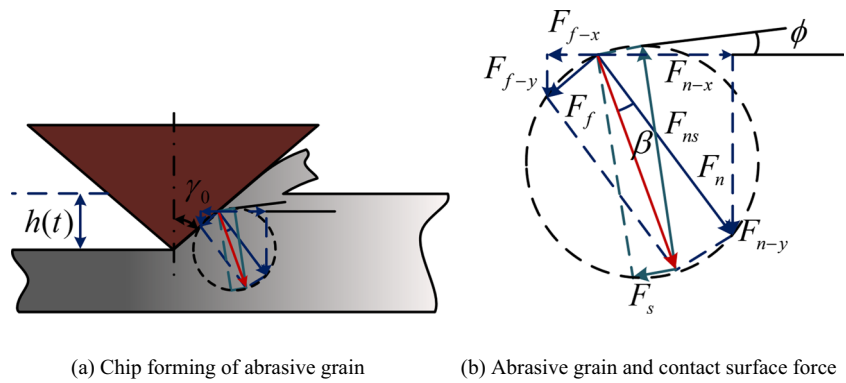 F_{f-x}
ϕ
F_{f-y}
F_{n-x}
F_f
F_{ns}
γ_0
β
F_n
h(t)
F_{n-y}
F_s
(a) Chip forming of abrasive grain
(b) Abrasive grain and contact surface force